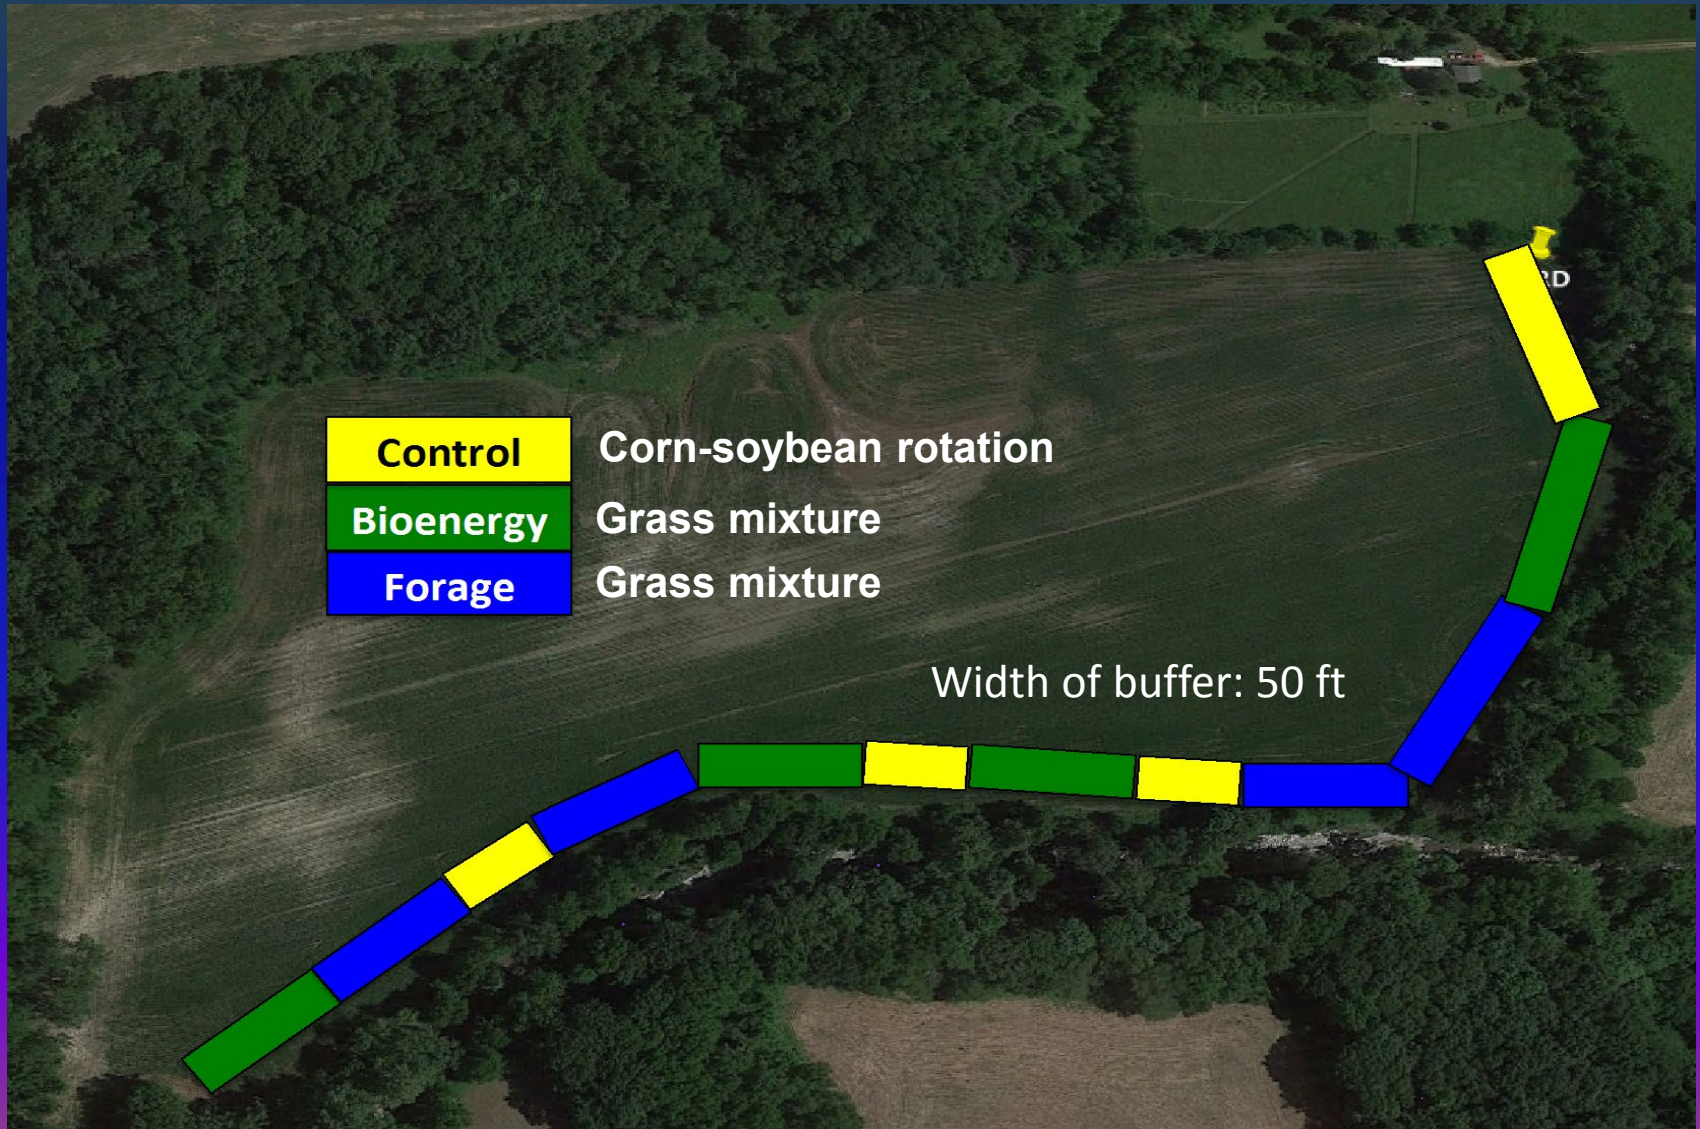 Control Corn-soybean rotation
Bioenergy Grass mixture
Forage Grass mixture
Width of buffer: 50 ft